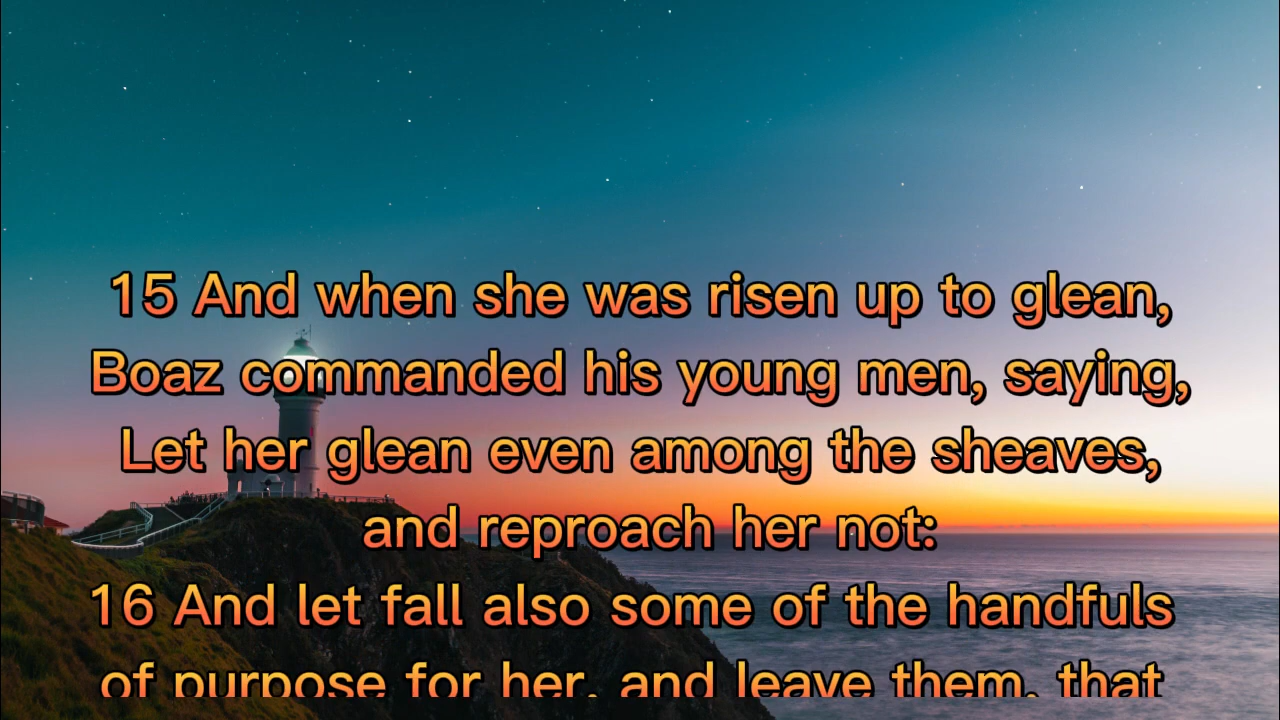 15 And when she was risen up to glean,
Boaz commanded his young men, saying,
Let her glean even among the sheaves,
and reproach her not:
16 And let fall also some of the handfuls
of purpose for her, and leave them, that